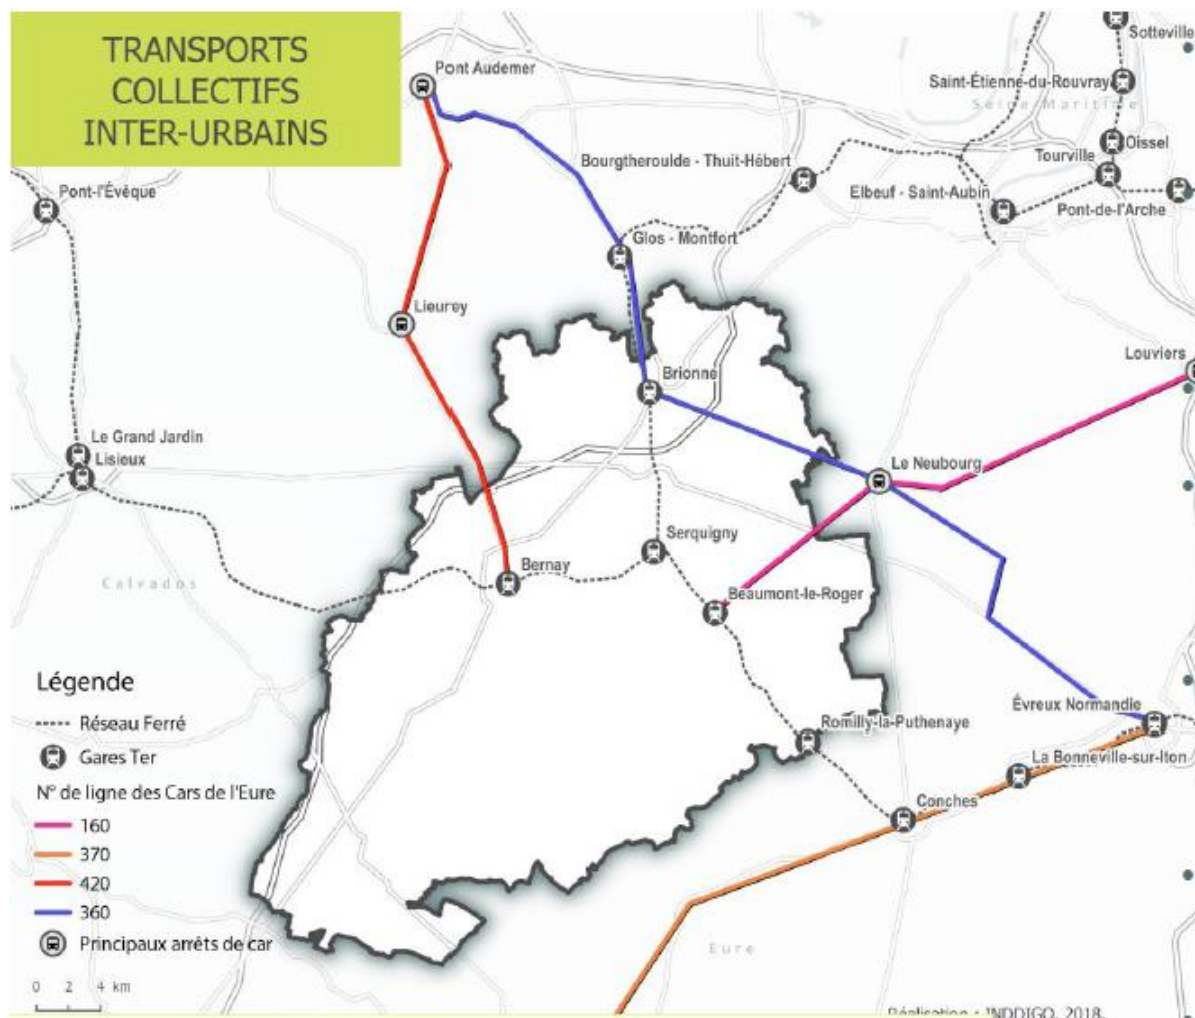 TRANSPORTS
COLLECTIFS
INTER-URBAINS
Pont Audemer
Sotteville
Saint-Étienne-du-Rouvray
Seine-Maritime
Oissel
Tourville
Bourgtheroulde - Thuit-Hébert
Elbeuf - Saint-Aubin
Pont-de-l'Arche
Pont-l'Évêque
Glos - Montfort
Lieurey
Louviers
Brionne
Le Grand Jardin
Lisieux
Le Neubourg
Serquigny
Bernay
Calvados
Beaumont-le-Roger
Évreux Normandie
Romilly-la-Puthenaye
La Bonneville-sur-Iton
Conches
Eure
Légende
Réseau Ferré
Gares Ter
N° de ligne des Cars de l'Eure
160
370
420
360
Principaux arrêts de car
0 2 4 km
Réalisation : INDDIGO, 2018.